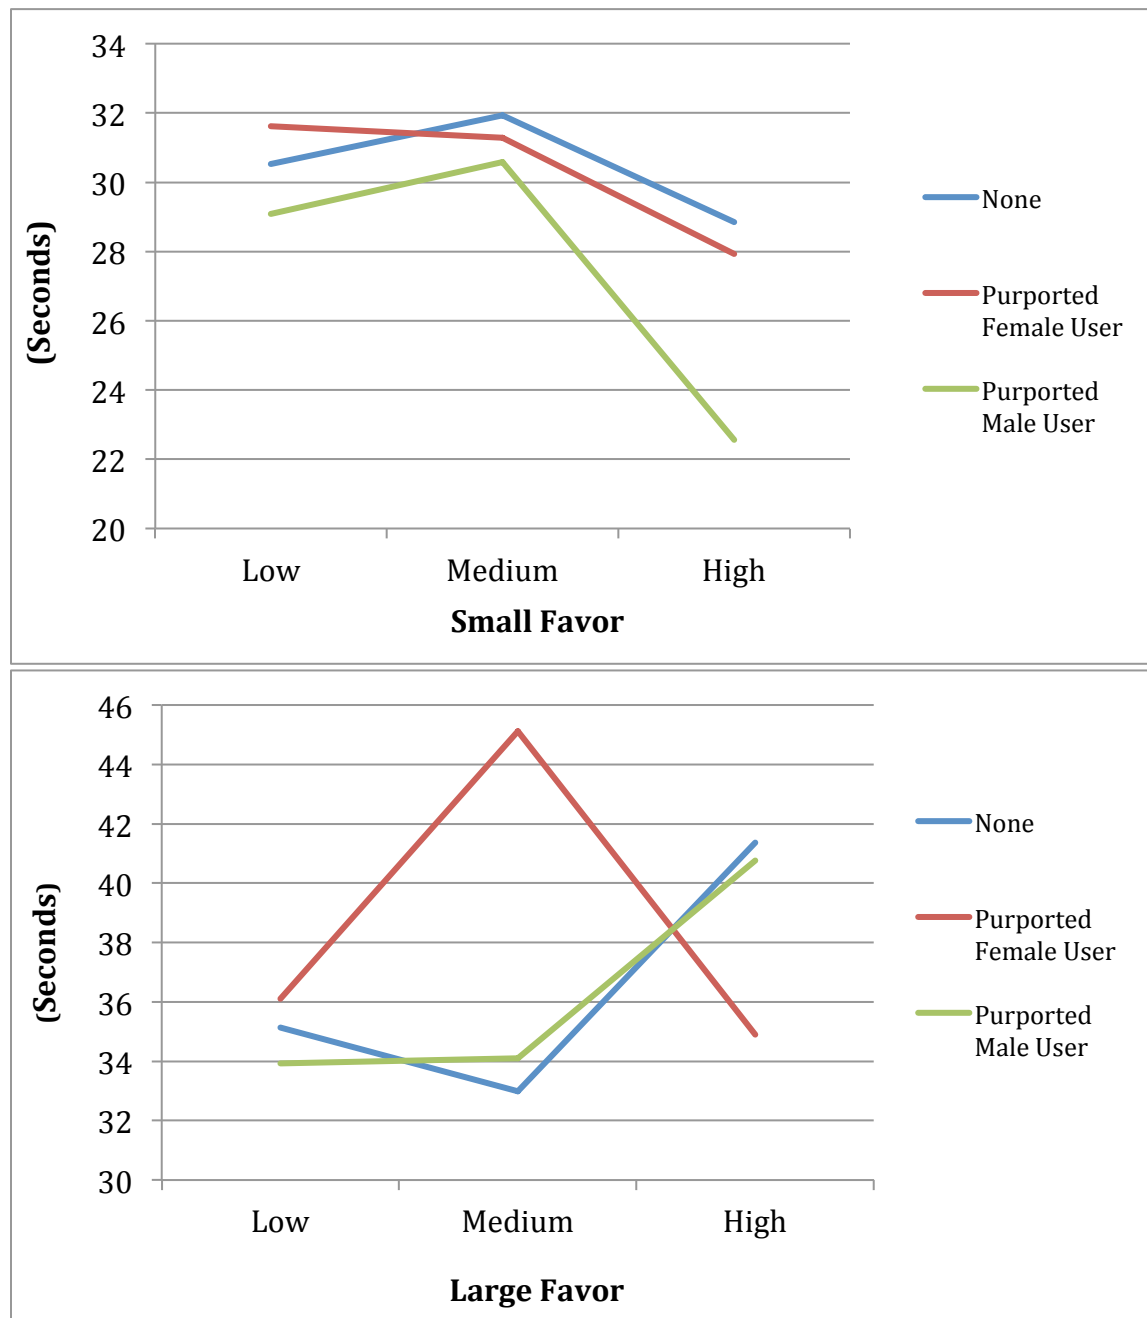 34
32
30
28
26
24
22
20
(Seconds)
Low Medium High
Small Favor
None
Purported
Female User
Purported
Male User
46
44
42
40
38
36
34
32
30
(Seconds)
Low Medium High
Large Favor
None
Purported
Female User
Purported
Male User